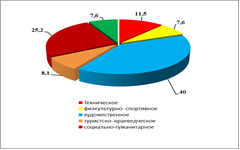 7,6
11,5
7,6
25,2
8,1
40
Техническое
физкультурно- спортивное
художественное
туристско- краеведческое
социально-гуманитарное